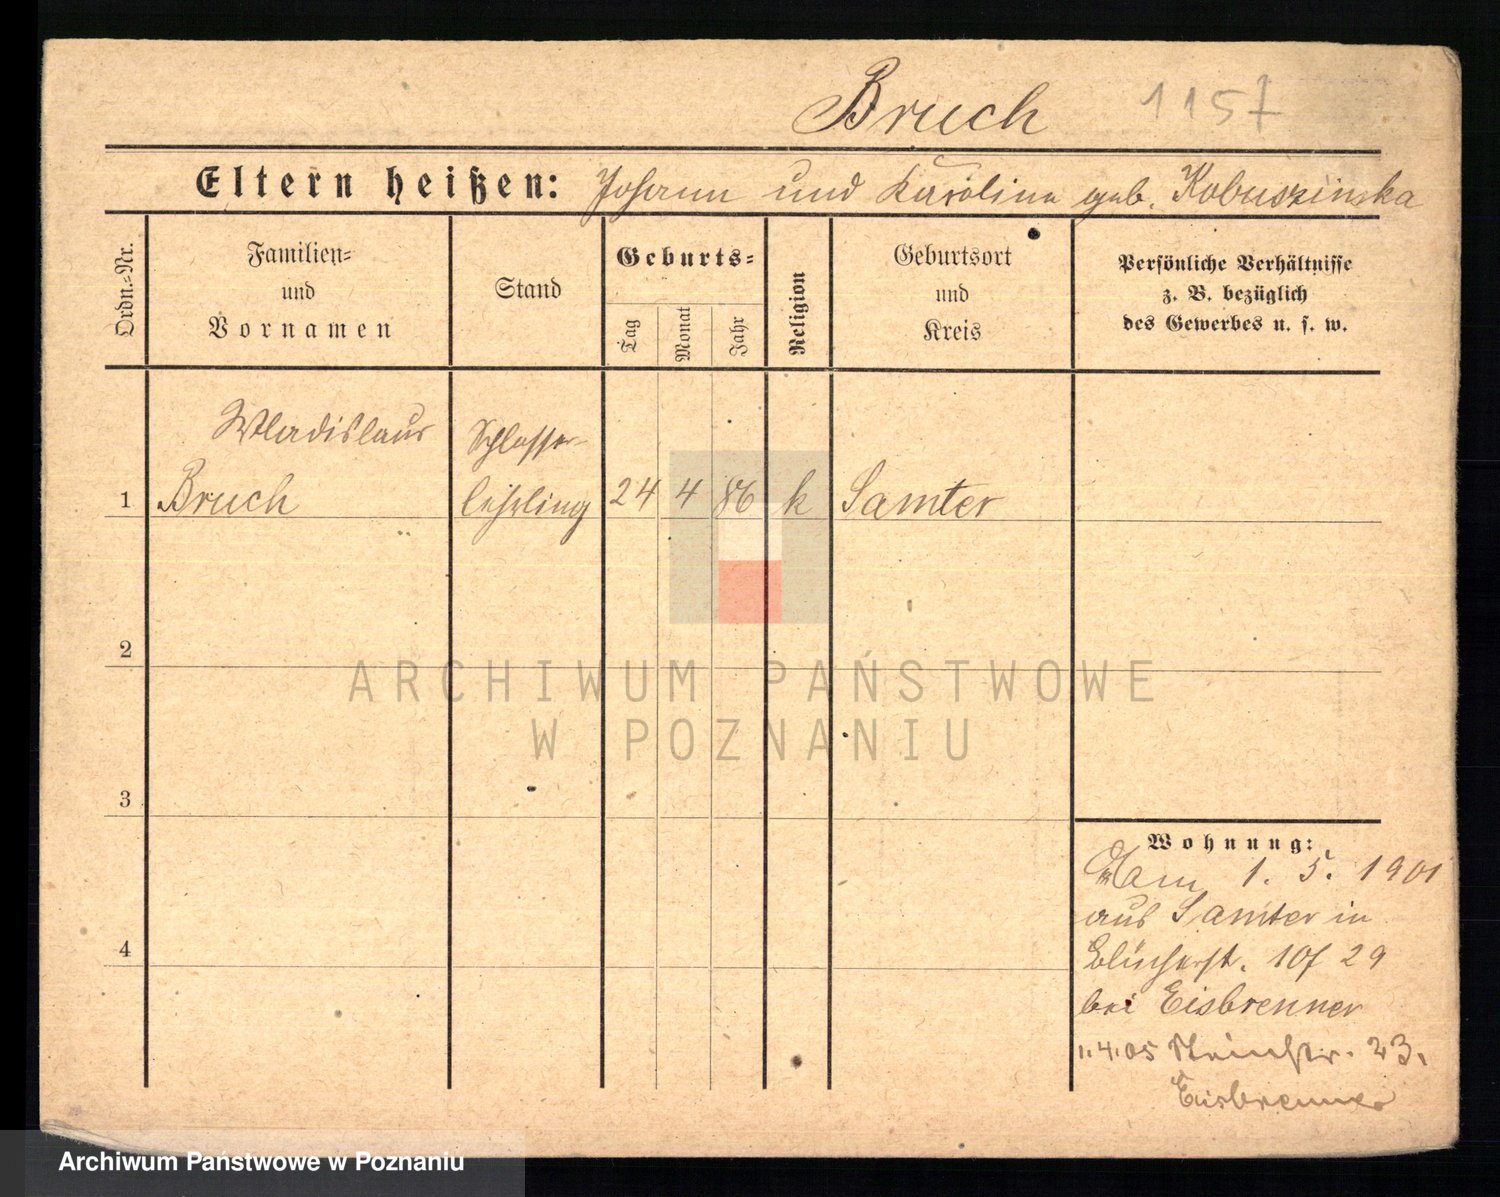 Bruch 1157
Eltern heißen: Johann und Karolina geb. Kobuszinska
Ordn.=Nr.
Familien=
und
Vornamen
Stand
Geburts=
Tag
Monat
Jahr
Religion
Geburtsort
und
Kreis
Persönliche Verhältnisse
z. B. bezüglich
des Gewerbes u. s. w.
Wladislaus Schlosser-
1 Bruch lehrling 24 4 86 k Samter
2
3
4
Wohnung:
1. 5. 1901
aus Samter in
Blücherst. 29
bei Eisbrenner
1.4.05 23.
Eisbrenner
ARCHIWUM PAŃSTWOWE
W POZNANIU
Archiwum Państwowe w Poznaniu